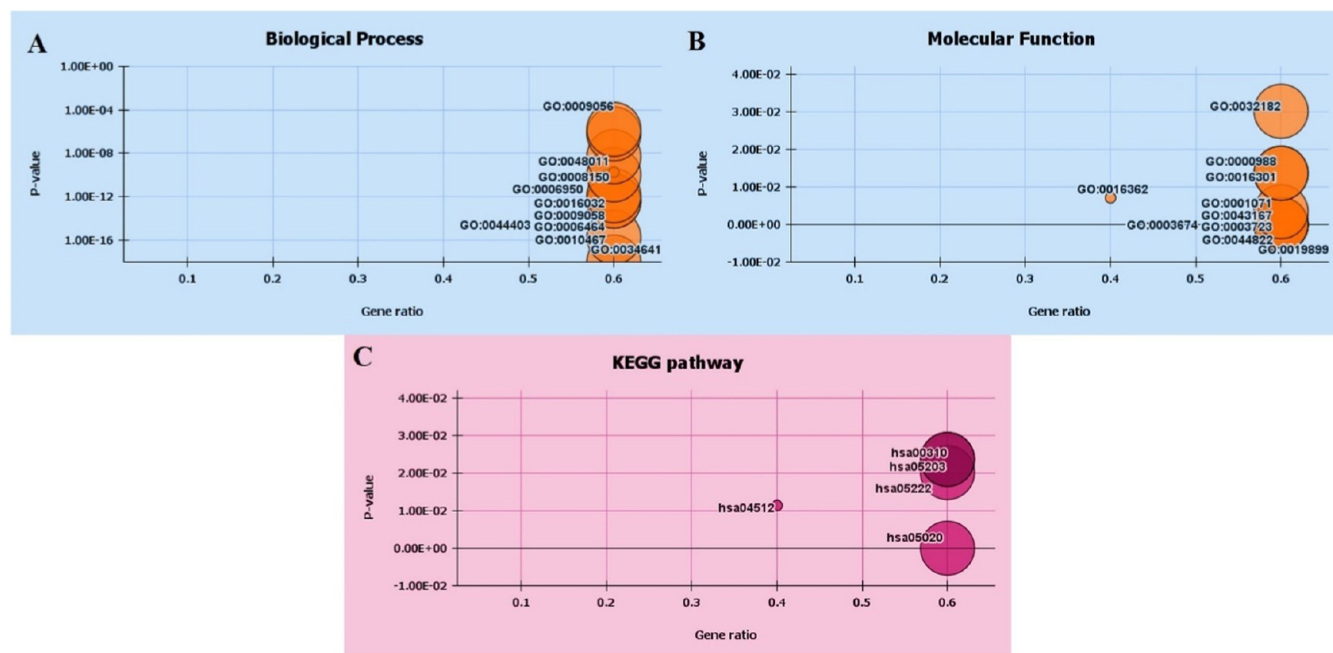 A
Biological Process
1.00E+00
1.00E-04
1.00E-08
1.00E-12
1.00E-16
P-value
GO:0009056
GO:0048011
GO:0008150
GO:0006950
GO:0016032
GO:0009058
GO:0044403
GO:0006464
GO:0010467
GO:0034641
0.1 0.2 0.3 0.4 0.5 0.6
Gene ratio
B
Molecular Function
4.00E-02
3.00E-02
2.00E-02
1.00E-02
0.00E+00
-1.00E-02
P-value
GO:0032182
GO:0000988
GO:0016301
GO:0016362
GO:0001071
GO:0043167
GO:0003674
GO:0003723
GO:0044822
GO:0019899
0.1 0.2 0.3 0.4 0.5 0.6
Gene ratio
C
KEGG pathway
4.00E-02
3.00E-02
2.00E-02
1.00E-02
0.00E+00
-1.00E-02
P-value
hsa00310
hsa05203
hsa05222
hsa04512
hsa05020
0.1 0.2 0.3 0.4 0.5 0.6
Gene ratio